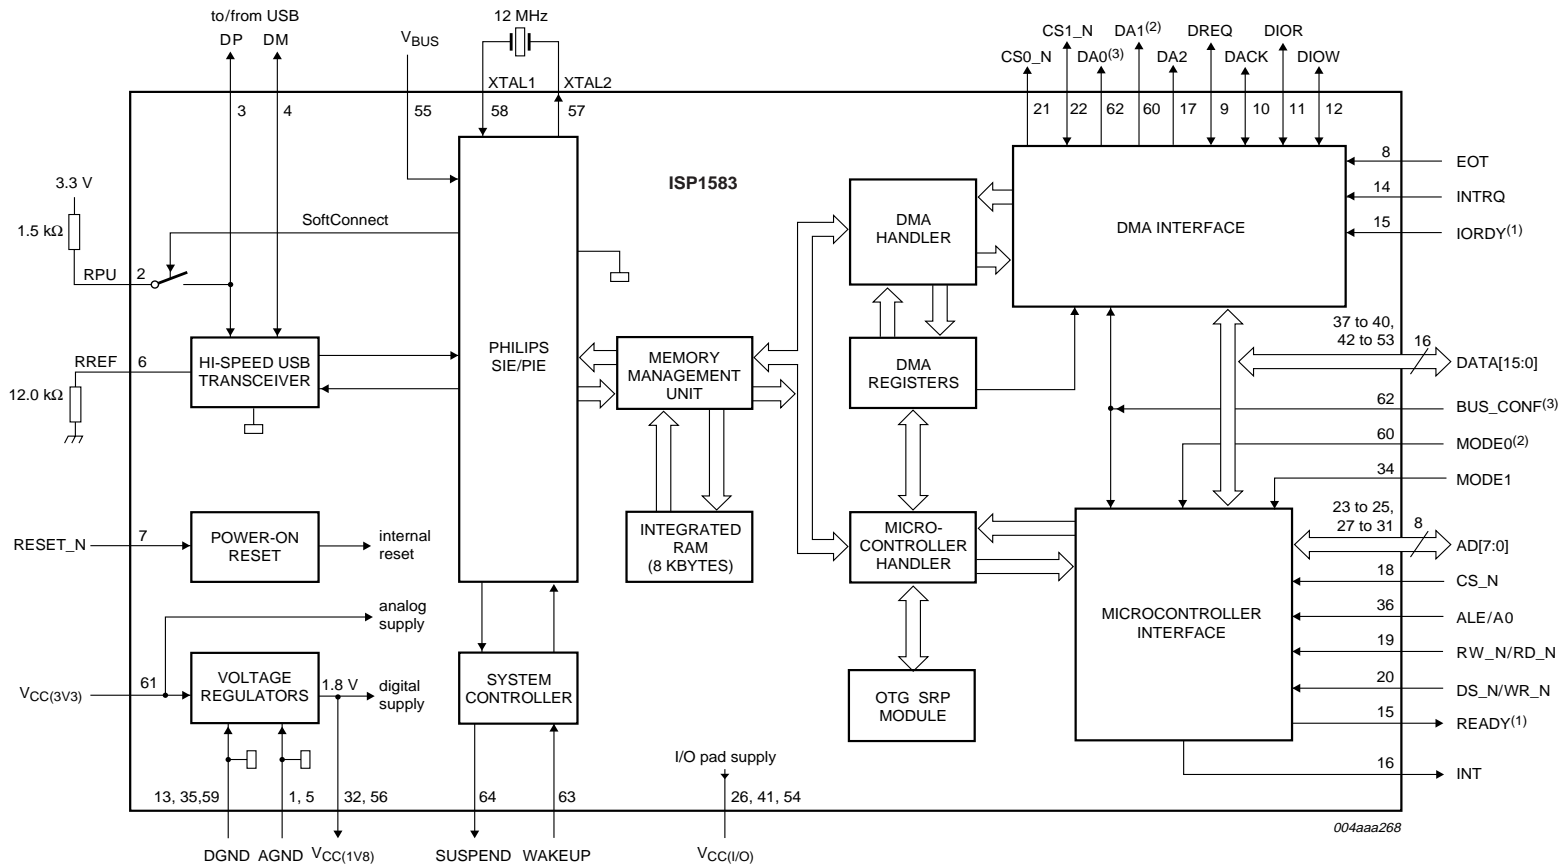 to/from USB
DP DM
VBUS
12 MHz
XTAL1 XTAL2
CS1_N DA1(2) DREQ DIOR
CS0_N DA0(3) DA2 DACK DIOW
3 4 55 58 57
21 22 62 60 17 9 10 11 12
ISP1583
3.3 V
1.5 kΩ
SoftConnect
RPU 2
RREF 6
12.0 kΩ
HI-SPEED USB
TRANSCEIVER
PHILIPS
SIE/PIE
MEMORY
MANAGEMENT
UNIT
INTEGRATED
RAM
(8 KBYTES)
DMA
HANDLER
DMA
REGISTERS
MICRO-
CONTROLLER
HANDLER
OTG SRP
MODULE
DMA INTERFACE
MICROCONTROLLER
INTERFACE
8 EOT
14 INTRQ
15 IORDY(1)
37 to 40,
42 to 53 16
DATA[15:0]
62 BUS_CONF(3)
60 MODE0(2)
34 MODE1
23 to 25,
27 to 31 8
AD[7:0]
18 CS_N
36 ALE/A0
19 RW_N/RD_N
20 DS_N/WR_N
15 READY(1)
16 INT
RESET_N 7
POWER-ON
RESET
internal
reset
analog
supply
VCC(3V3) 61
VOLTAGE
REGULATORS
1.8 V
digital
supply
SYSTEM
CONTROLLER
I/O pad supply
13, 35,59 1, 5 32, 56 64 63 26, 41, 54
DGND AGND VCC(1V8) SUSPEND WAKEUP VCC(I/O)
004aaa268